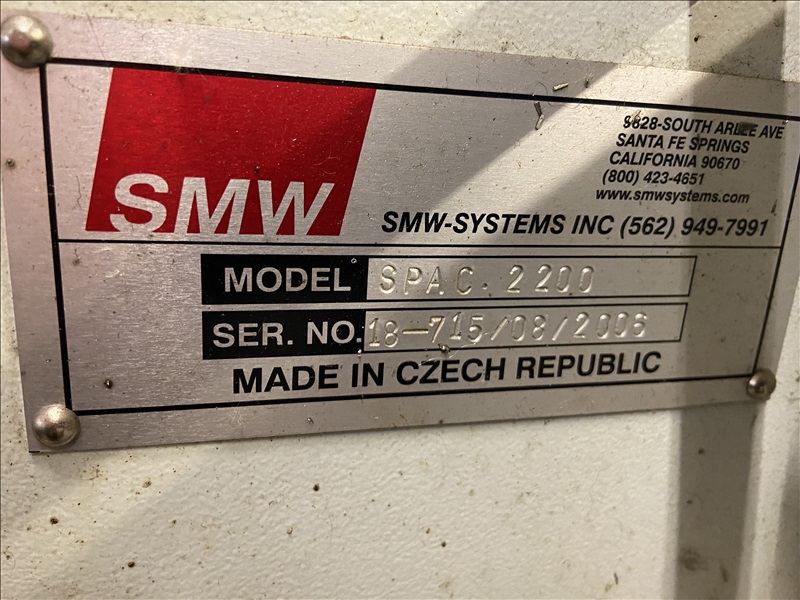 SMW
9828-SOUTH ARLEE AVE
SANTA FE SPRINGS
CALIFORNIA 90670
(800) 423-4651
www.smwsystems.com
SMW-SYSTEMS INC (562) 949-7991
MODEL SPAC. 2200
SER. NO. 18-715/08/2006
MADE IN CZECH REPUBLIC